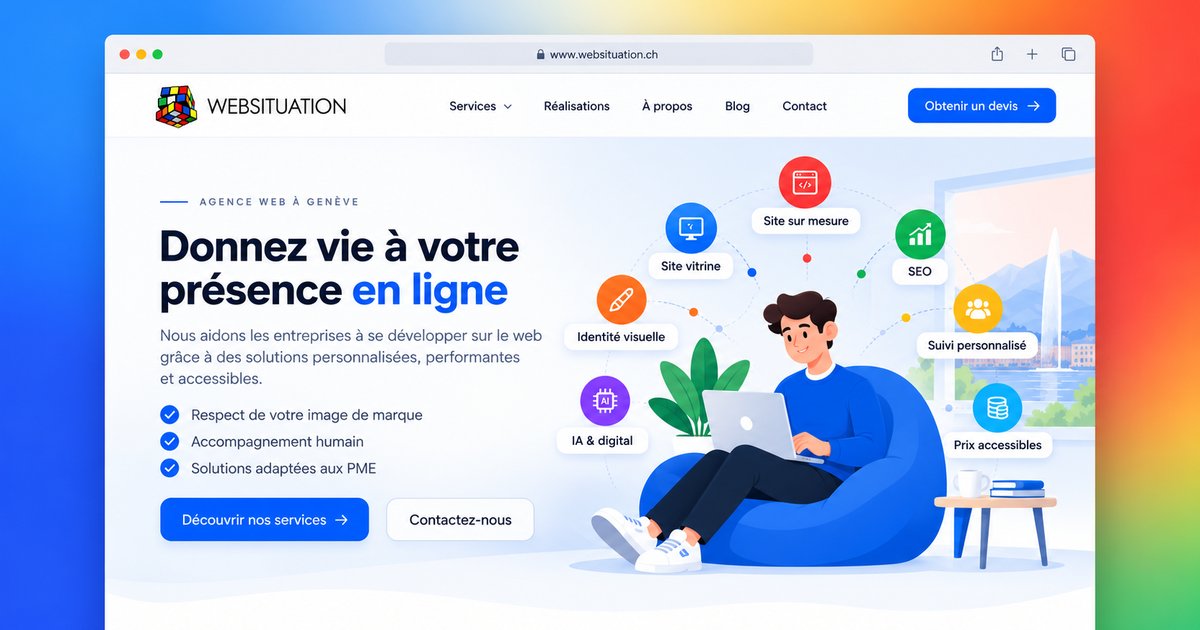 www.websituation.ch
WEBSITUATION
Services
Réalisations
À propos
Blog
Contact
Obtenir un devis
AGENCE WEB À GENÈVE
Donnez vie à votre
présence en ligne
Nous aidons les entreprises à se développer sur le web
grâce à des solutions personnalisées, performantes
et accessibles.
Respect de votre image de marque
Accompagnement humain
Solutions adaptées aux PME
Découvrir nos services
Contactez-nous
Site sur mesure
Site vitrine
SEO
Identité visuelle
Suivi personnalisé
AI
IA & digital
Prix accessibles